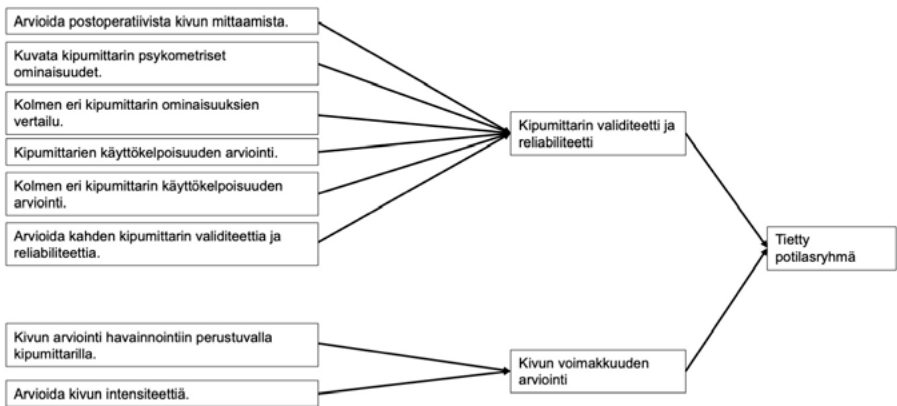 Arvioida postoperatiivista kivun mittaamista.
Kuvata kipumittarin psykometriset
ominaisuudet.
Kolmen eri kipumittarin ominaisuuksien
vertailu.
Kipumittarien käyttökelpoisuuden arviointi.
Kolmen eri kipumittarin käyttökelpoisuuden
arviointi.
Arvioida kahden kipumittarin validiteettia ja
reliabiliteettia.
Kipumittarin validiteetti ja
reliabiliteetti
Tietty
potilasryhmä
Kivun arviointi havainnointiin perustuvalla
kipumittarilla.
Arvioida kivun intensiteettiä.
Kivun voimakkuuden
arviointi